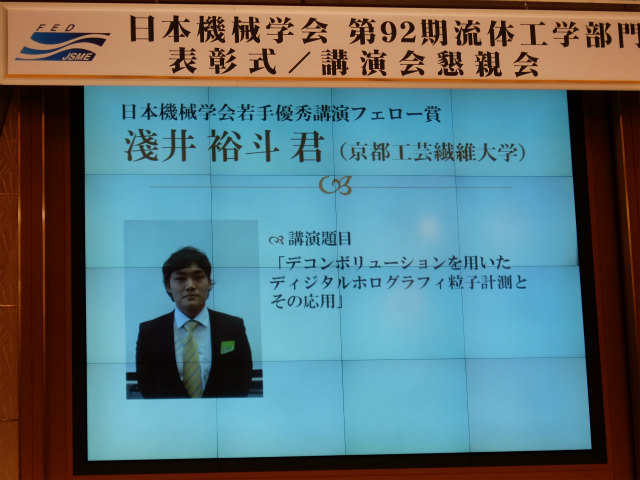 FED
JSME
日本機械学会 第92期流体工学部門
表彰式／講演会懇親会
日本機械学会若手優秀講演フェロー賞
淺井 裕斗 君（京都工芸繊維大学）
講演題目
「デコンボリューションを用いた
ディジタルホログラフィ粒子計測と
その応用」